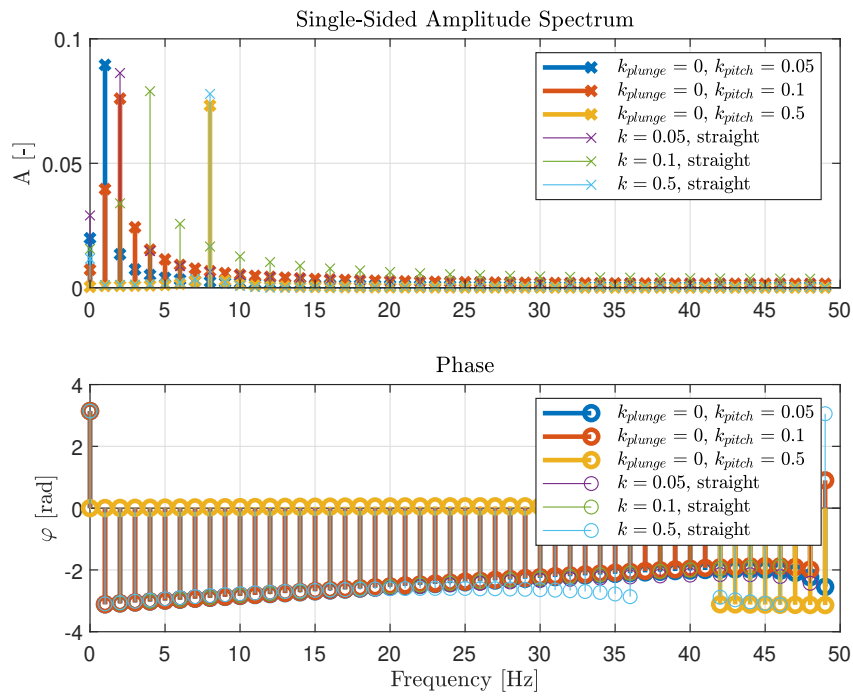 Single-Sided Amplitude Spectrum
0.1
0.05
0
A [-]
k_plunge = 0, k_pitch = 0.05
k_plunge = 0, k_pitch = 0.1
k_plunge = 0, k_pitch = 0.5
k = 0.05, straight
k = 0.1, straight
k = 0.5, straight
0 5 10 15 20 25 30 35 40 45 50
Phase
4
2
0
-2
-4
φ [rad]
k_plunge = 0, k_pitch = 0.05
k_plunge = 0, k_pitch = 0.1
k_plunge = 0, k_pitch = 0.5
k = 0.05, straight
k = 0.1, straight
k = 0.5, straight
0 5 10 15 20 25 30 35 40 45 50
Frequency [Hz]